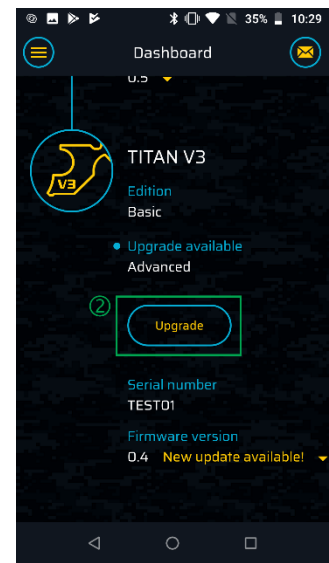 35% 10:29
Dashboard
0.5
V3
TITAN V3
Edition
Basic
Upgrade available
Advanced
②
Upgrade
Serial number
TEST01
Firmware version
0.4 New update available!